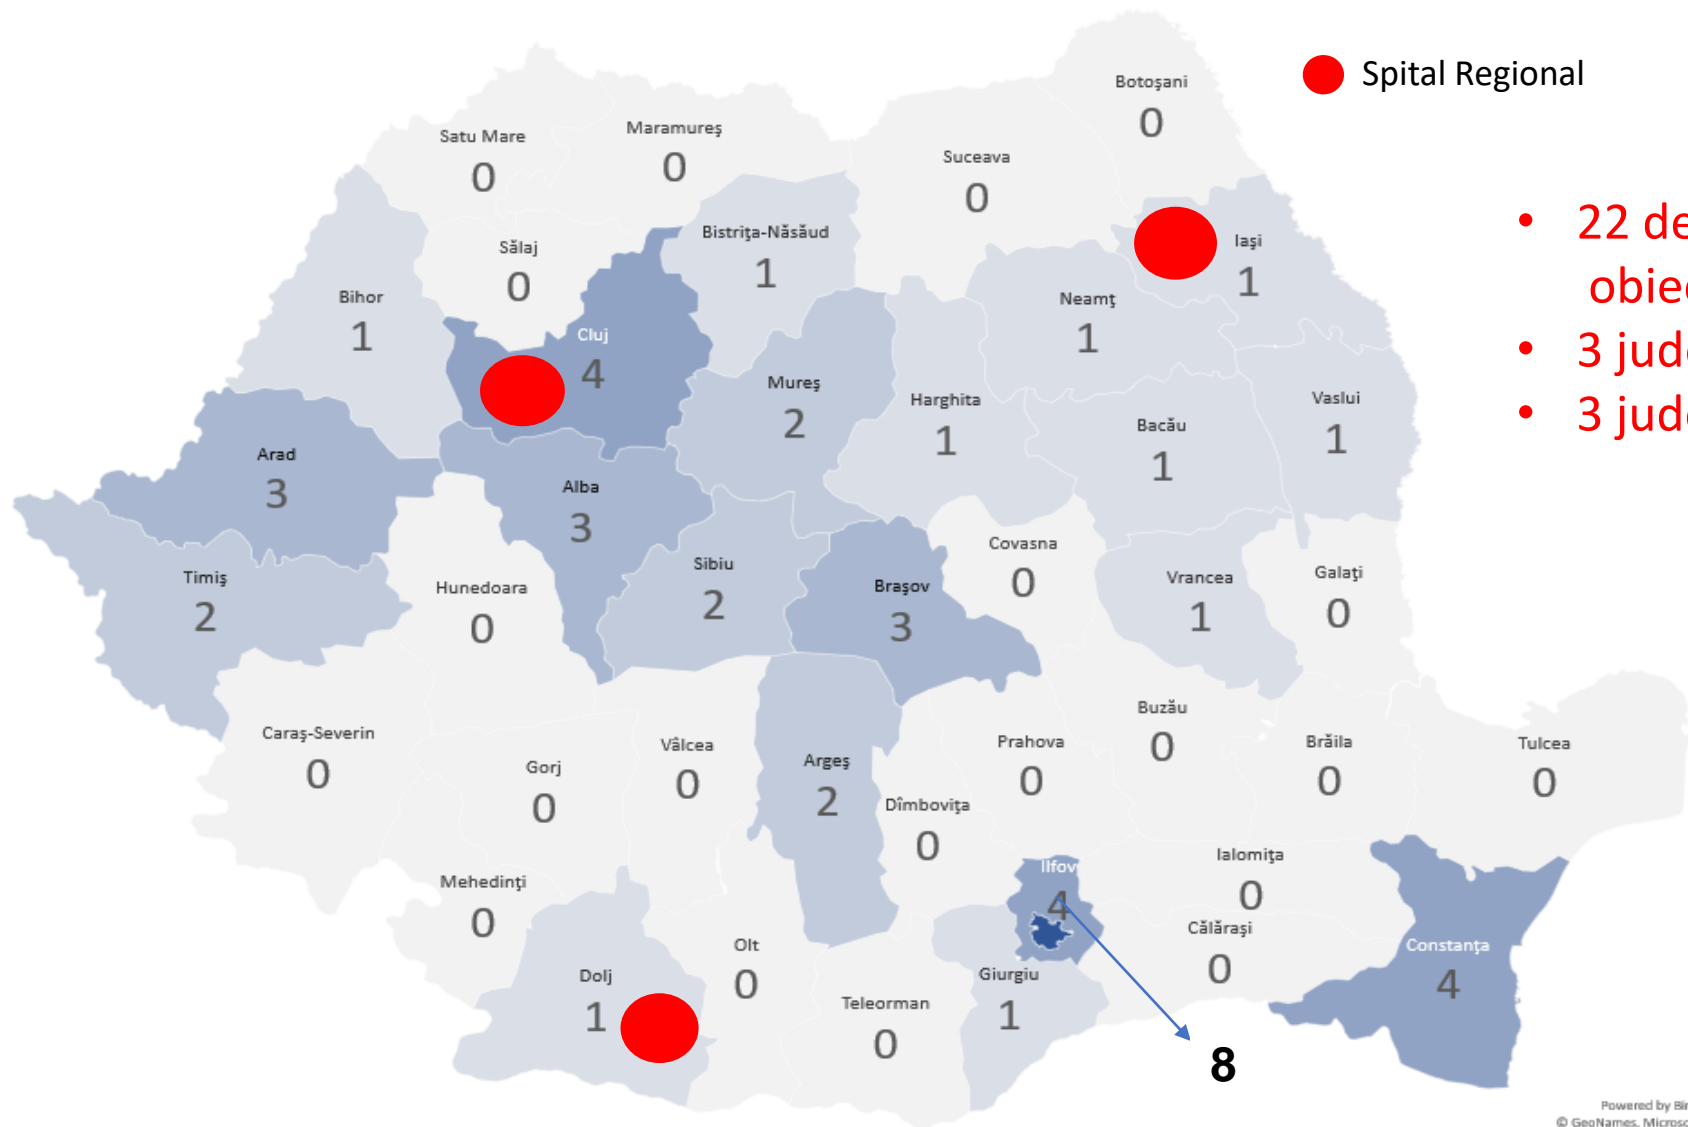 Spital Regional
Botoşani
0
Satu Mare
0
Maramureş
0
Suceava
0
Iaşi
1
Bistriţa-Năsăud
1
Sălaj
0
Bihor
1
Cluj
4
Neamţ
1
Mureş
2
Harghita
1
Vaslui
1
Bacău
1
Arad
3
Alba
3
Covasna
0
Sibiu
2
Braşov
3
Vrancea
1
Galaţi
0
Timiş
2
Hunedoara
0
Caraş-Severin
0
Gorj
0
Vâlcea
0
Argeş
2
Dîmboviţa
0
Prahova
0
Buzău
0
Brăila
0
Tulcea
0
Mehedinţi
0
Ilfov
4
Ialomiţa
0
Călăraşi
0
Constanţa
4
Dolj
1
Olt
0
Teleorman
0
Giurgiu
1
8
• 22 de
• 3
• 3
Powered by
© GeoNames,